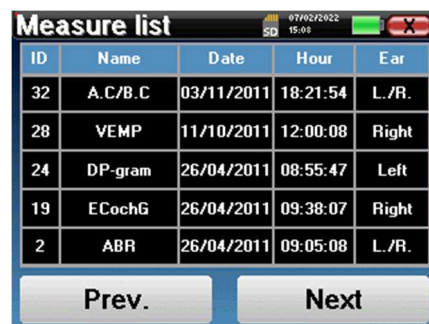 Measure list SD 07/02/2022 15:08 X
ID Name Date Hour Ear
32 A.C/B.C 03/11/2011 18:21:54 L./R.
28 VEMP 11/10/2011 12:00:08 Right
24 DP-gram 26/04/2011 08:55:47 Left
19 ECochG 26/04/2011 09:38:07 Right
2 ABR 26/04/2011 09:05:08 L./R.
Prev. Next